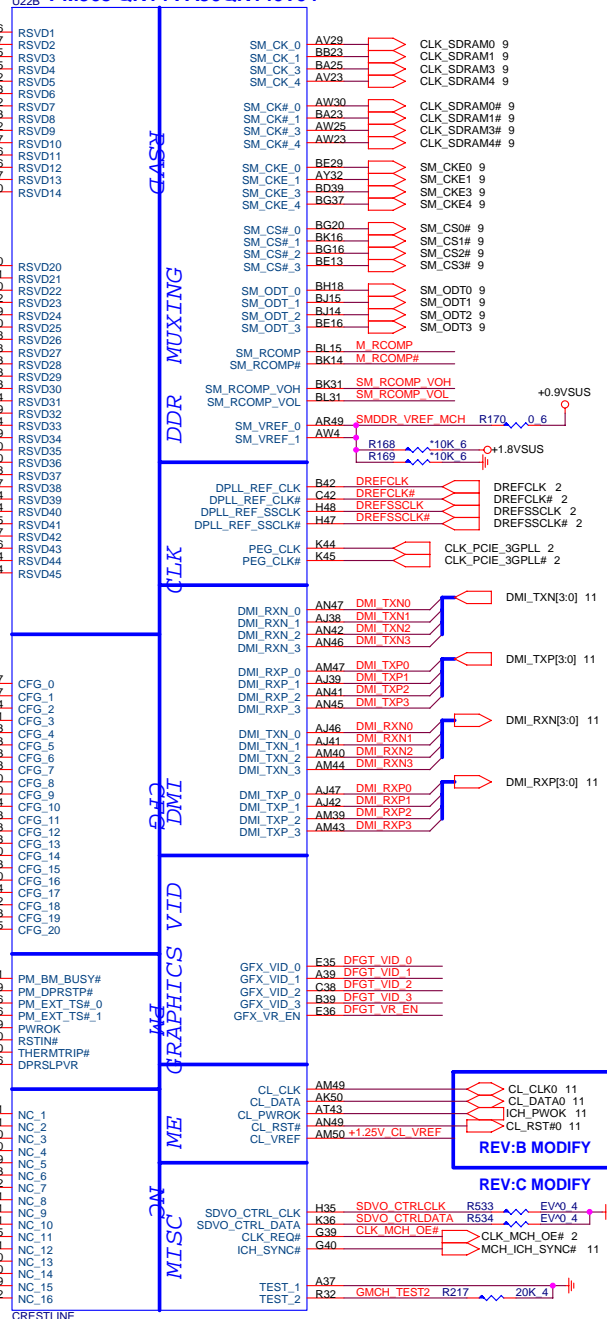 U22B
RSVD1
RSVD2
RSVD3
RSVD4
RSVD5
RSVD6
RSVD7
RSVD8
RSVD9
RSVD10
RSVD11
RSVD12
RSVD13
RSVD14
RSVD20
RSVD21
RSVD22
RSVD23
RSVD24
RSVD25
RSVD26
RSVD27
RSVD28
RSVD29
RSVD30
RSVD31
RSVD32
RSVD33
RSVD34
RSVD35
RSVD36
RSVD37
RSVD38
RSVD39
RSVD40
RSVD41
RSVD42
RSVD43
RSVD44
RSVD45
CFG_0
CFG_1
CFG_2
CFG_3
CFG_4
CFG_5
CFG_6
CFG_7
CFG_8
CFG_9
CFG_10
CFG_11
CFG_12
CFG_13
CFG_14
CFG_15
CFG_16
CFG_17
CFG_18
CFG_19
CFG_20
PM_BM_BUSY#
PM_DPRSTP#
PM_EXT_TS#_0
PM_EXT_TS#_1
PWROK
RSTIN#
THERMTRIP#
DPRSLPVR
NC_1
NC_2
NC_3
NC_4
NC_5
NC_6
NC_7
NC_8
NC_9
NC_10
NC_11
NC_12
NC_13
NC_14
NC_15
NC_16
CRESTLINE
RSVD
CFG
PM
NC
DDR MUXING
CLK
DMI
GRAPHICS VID
ME
MISC
SM_CK_0 AV29 CLK_SDRAM0 9
SM_CK_1 BB23 CLK_SDRAM1 9
SM_CK_3 BA25 CLK_SDRAM3 9
SM_CK_4 AV23 CLK_SDRAM4 9
SM_CK#_0 AW30 CLK_SDRAM0# 9
SM_CK#_1 BA23 CLK_SDRAM1# 9
SM_CK#_3 AW25 CLK_SDRAM3# 9
SM_CK#_4 AW23 CLK_SDRAM4# 9
SM_CKE_0 BE29 SM_CKE0 9
SM_CKE_1 AY32 SM_CKE1 9
SM_CKE_3 BD39 SM_CKE3 9
SM_CKE_4 BG37 SM_CKE4 9
SM_CS#_0 BG20 SM_CS0# 9
SM_CS#_1 BK16 SM_CS1# 9
SM_CS#_2 BG16 SM_CS2# 9
SM_CS#_3 BE13 SM_CS3# 9
SM_ODT_0 BH18 SM_ODT0 9
SM_ODT_1 BJ15 SM_ODT1 9
SM_ODT_2 BJ14 SM_ODT2 9
SM_ODT_3 BE16 SM_ODT3 9
SM_RCOMP BL15 M_RCOMP
SM_RCOMP# BK14 M_RCOMP#
SM_RCOMP_VOH BK31 SM_RCOMP_VOH
SM_RCOMP_VOL BL31 SM_RCOMP_VOL
+0.9VSUS
SM_VREF_0 AR49 SMDDR_VREF_MCH R170 0_6
SM_VREF_1 AW4
R168 *10K_6 +1.8VSUS
R169 *10K_6
DPLL_REF_CLK B42 DREFCLK DREFCLK 2
DPLL_REF_CLK# C42 DREFCLK# DREFCLK# 2
DPLL_REF_SSCLK H48 DREFSSCLK DREFSSCLK 2
DPLL_REF_SSCLK# H47 DREFSSCLK# DREFSSCLK# 2
PEG_CLK K44 CLK_PCIE_3GPLL 2
PEG_CLK# K45 CLK_PCIE_3GPLL# 2
DMI_RXN_0 AN47 DMI_TXN0 DMI_TXN[3:0] 11
DMI_RXN_1 AJ38 DMI_TXN1
DMI_RXN_2 AN42 DMI_TXN2
DMI_RXN_3 AN46 DMI_TXN3
DMI_RXP_0 AM47 DMI_TXP0 DMI_TXP[3:0] 11
DMI_RXP_1 AJ39 DMI_TXP1
DMI_RXP_2 AN41 DMI_TXP2
DMI_RXP_3 AN45 DMI_TXP3
DMI_TXN_0 AJ46 DMI_RXN0 DMI_RXN[3:0] 11
DMI_TXN_1 AJ41 DMI_RXN1
DMI_TXN_2 AM40 DMI_RXN2
DMI_TXN_3 AM44 DMI_RXN3
DMI_TXP_0 AJ47 DMI_RXP0 DMI_RXP[3:0] 11
DMI_TXP_1 AJ42 DMI_RXP1
DMI_TXP_2 AM39 DMI_RXP2
DMI_TXP_3 AM43 DMI_RXP3
GFX_VID_0 E35 DFGT_VID_0
GFX_VID_1 A39 DFGT_VID_1
GFX_VID_2 C38 DFGT_VID_2
GFX_VID_3 B39 DFGT_VID_3
GFX_VR_EN E36 DFGT_VR_EN
CL_CLK AM49 CL_CLK0 11
CL_DATA AK50 CL_DATA0 11
CL_PWROK AT43 ICH_PWOK 11
CL_RST# AN49 CL_RST#0 11
CL_VREF AM50 +1.25V_CL_VREF
REV:B MODIFY
REV:C MODIFY
SDVO_CTRL_CLK H35 SDVO_CTRLCLK R533 EV^0_4
SDVO_CTRL_DATA K36 SDVO_CTRLDATA R534 EV^0_4
CLK_REQ# G39 CLK_MCH_OE# CLK_MCH_OE# 2
ICH_SYNC# G40 MCH_ICH_SYNC# 11
TEST_1 A37
TEST_2 R32 GMCH_TEST2 R217 20K_4